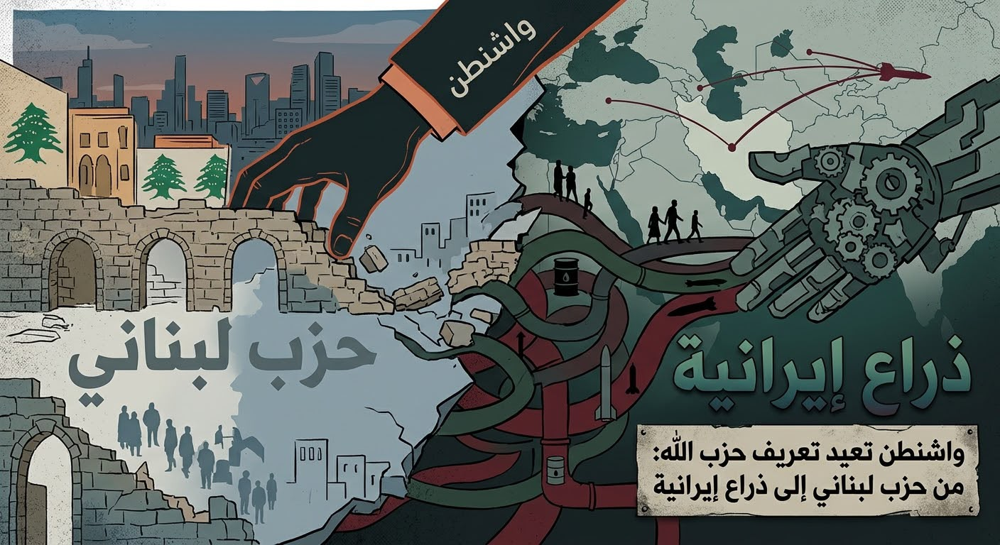 واشنطن
حزب لبناني
ذراع إيرانية
واشنطن تعيد تعريف حزب الله:
من حزب لبناني إلى ذراع إيرانية